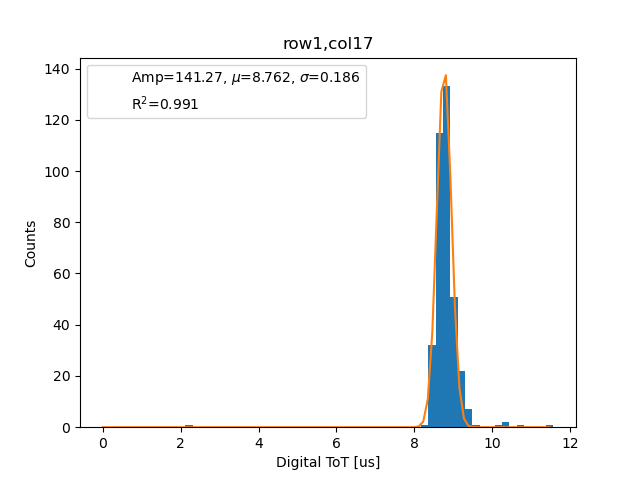 row1,col17
Amp=141.27, μ=8.762, σ=0.186
R²=0.991
140
120
100
80
60
40
20
0
Counts
0 2 4 6 8 10 12
Digital ToT [us]